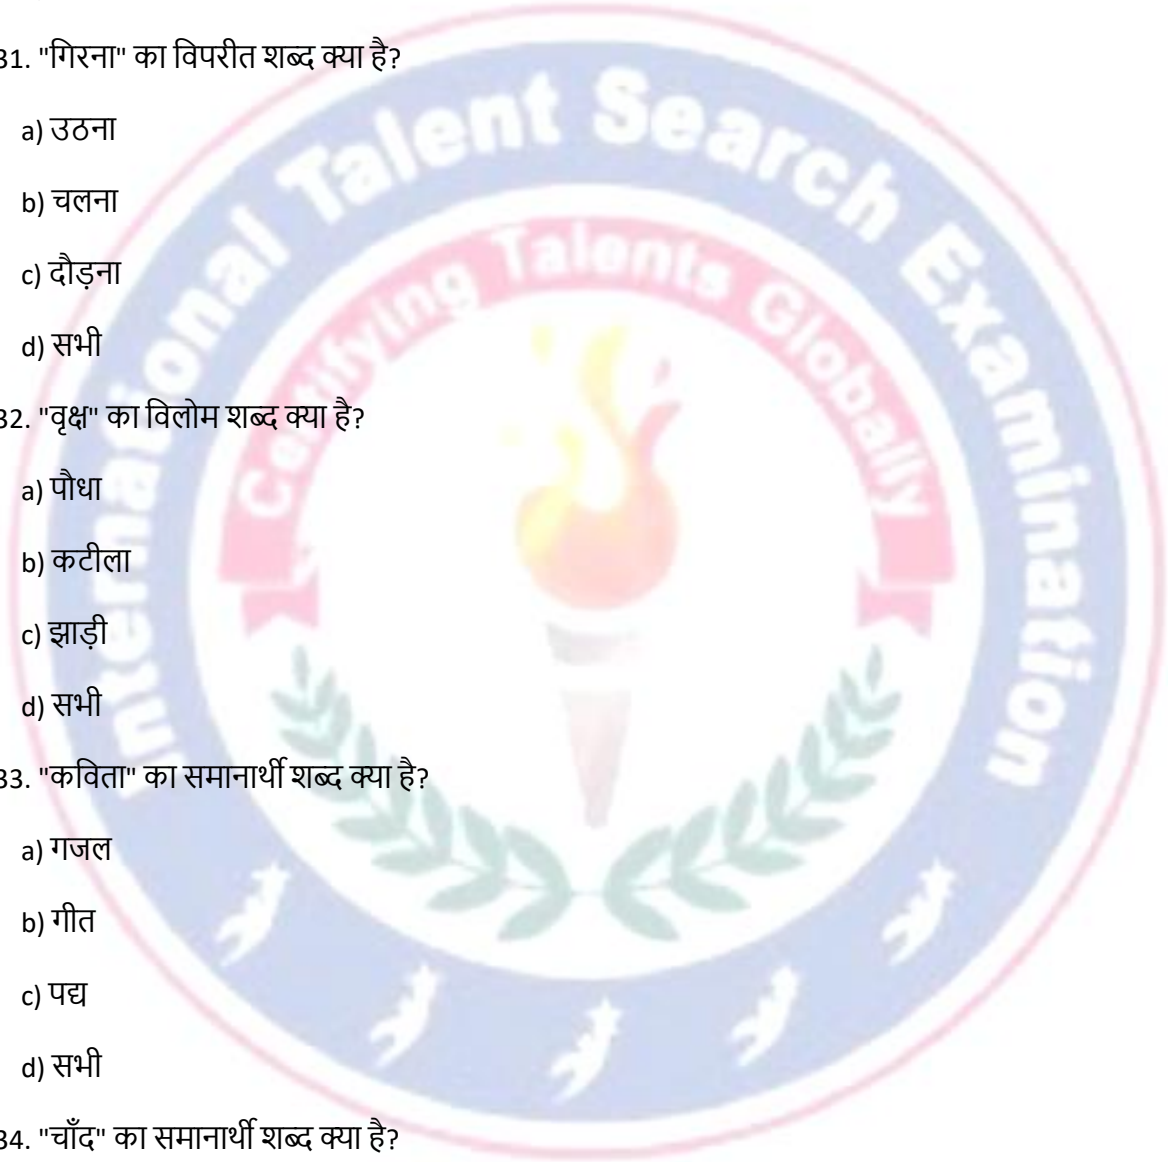 31. "गिरना" का विपरीत शब्द क्या है?
a) उठना
b) चलना
c) दौड़ना
d) सभी
32. "वृक्ष" का विलोम शब्द क्या है?
a) पौधा
b) कटीला
c) झाड़ी
d) सभी
33. "कविता" का समानार्थी शब्द क्या है?
a) गजल
b) गीत
c) पद्य
d) सभी
34. "चाँद" का समानार्थी शब्द क्या है?
International Talent Search Examination
Certifying Talents Globally